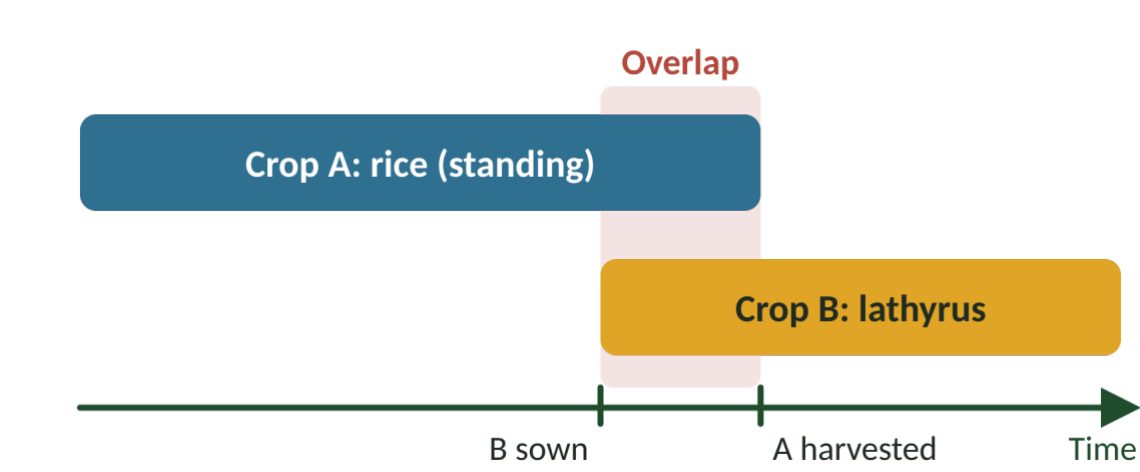 Overlap
Crop A: rice (standing)
Crop B: lathyrus
B sown
A harvested
Time